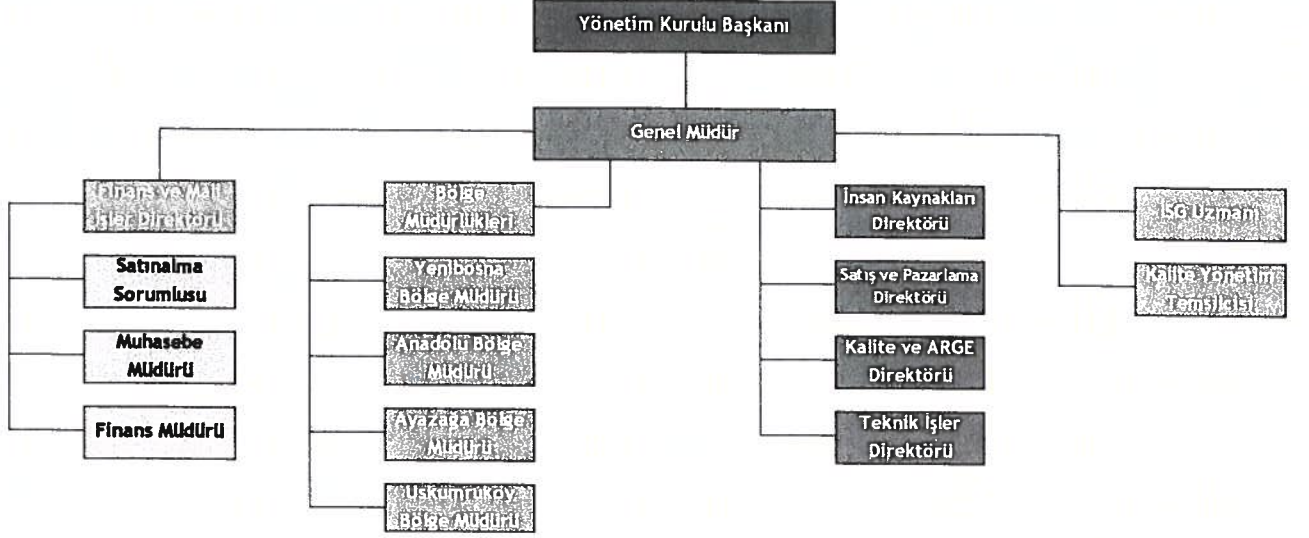 Yönetim Kurulu Başkanı
Genel Müdür
Finans ve Mali
İşler Direktörü
Satınalma
Sorumlusu
Muhasebe
Müdürü
Finans Müdürü
Bölge
Müdürlükleri
Yenibosna
Bölge Müdürü
Anadolu Bölge
Müdürü
Ayazağa Bölge
Müdürü
Uskumruköy
Bölge Müdürü
İnsan Kaynakları
Direktörü
Satış ve Pazarlama
Direktörü
Kalite ve ARGE
Direktörü
Teknik İşler
Direktörü
İSG Uzmanı
Kalite Yönetim
Temsilcisi